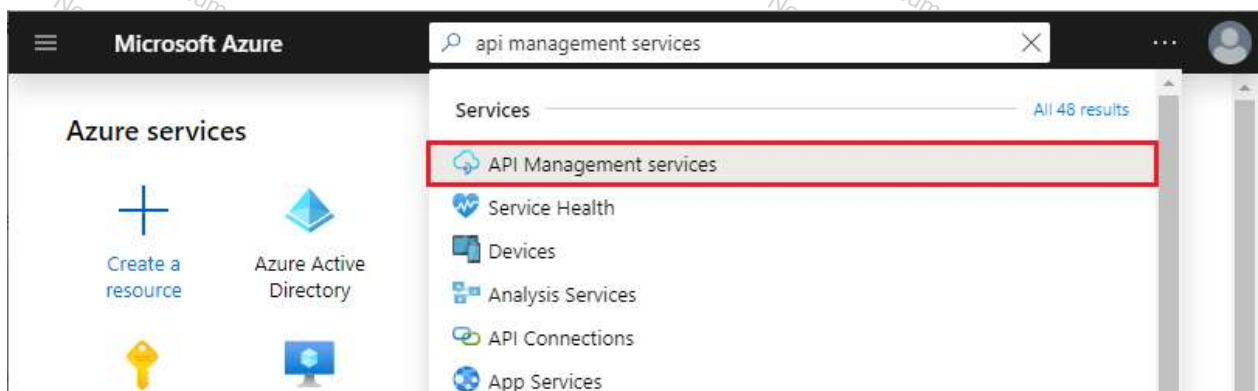 Microsoft Azure
api management services
Services
All 48 results
Azure services
API Management services
Service Health
Create a resource
Azure Active Directory
Devices
Analysis Services
API Connections
App Services